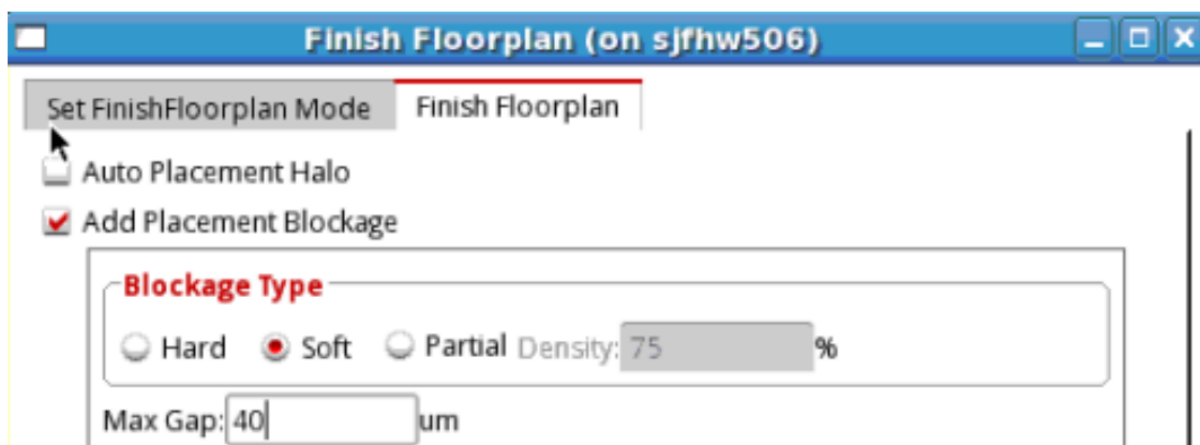 Finish Floorplan (on sjfhw506)
Set FinishFloorplan Mode Finish Floorplan
Auto Placement Halo
Add Placement Blockage
Blockage Type
Hard Soft Partial Density: 75 %
Max Gap: 40 um